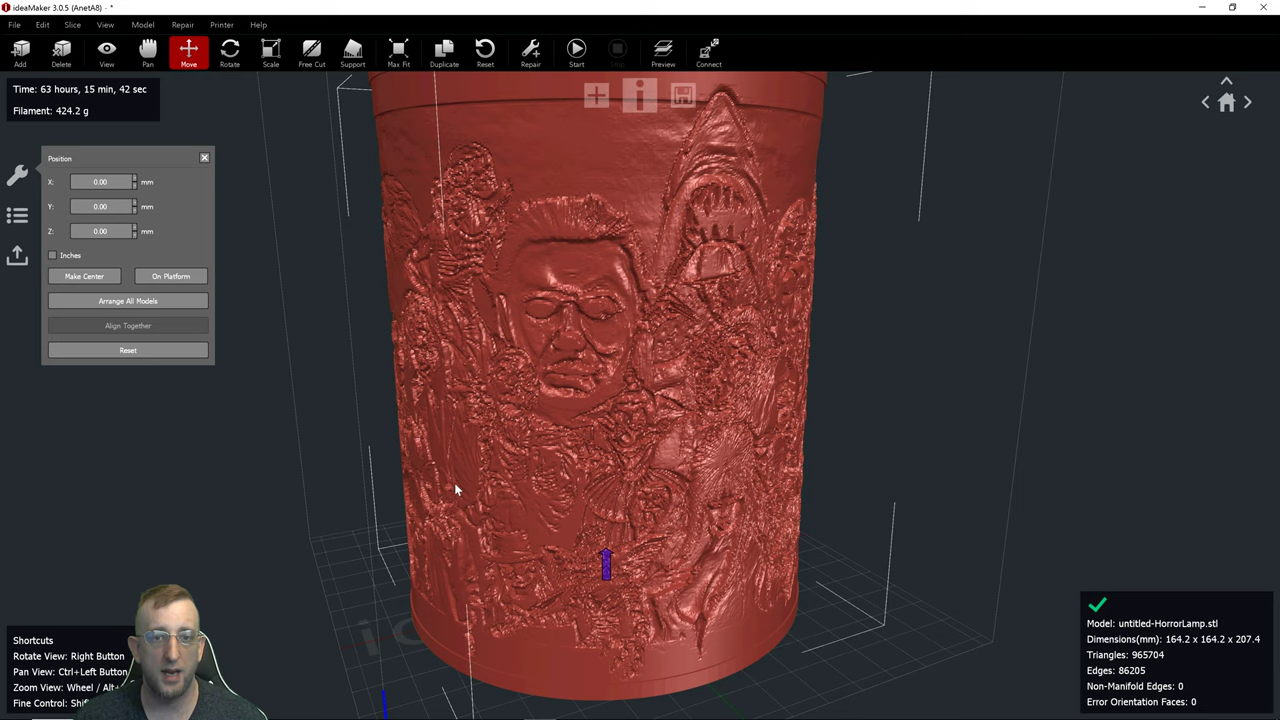 ideaMaker 3.0.5 (AnetA8) - *
File Edit Slice View Model Repair Printer Help
Add Delete View Pan Move Rotate Scale Free Cut Support Max Fit Duplicate Reset Repair Start Preview Connect
Time: 63 hours, 15 min, 42 sec
Filament: 424.2 g
Position
X: 0.00 mm
Y: 0.00 mm
Z: 0.00 mm
Inches
Make Center On Platform
Arrange All Models
Align Together
Reset
Shortcuts
Rotate View: Right Button
Pan View: Ctrl+Left Button
Zoom View: Wheel / Alt+
Fine Control: Shif
Model: untitled-HorrorLamp.stl
Dimensions(mm): 164.2 x 164.2 x 207.4
Triangles: 965704
Edges: 86205
Non-Manifold Edges: 0
Error Orientation Faces: 0